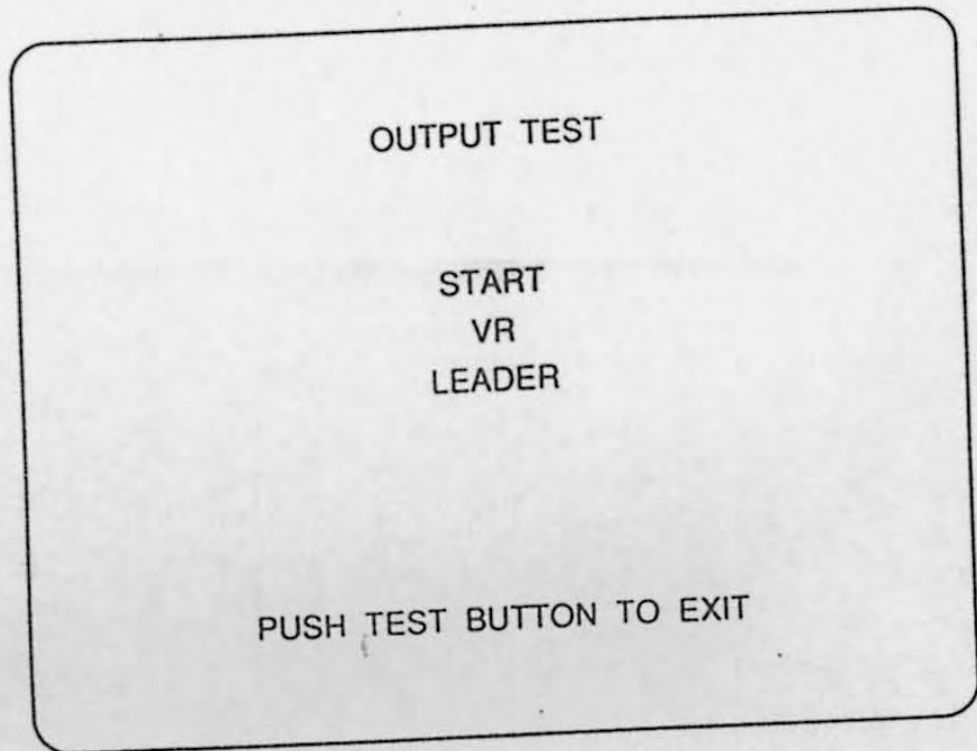 OUTPUT TEST
START
VR
LEADER
PUSH TEST BUTTON TO EXIT